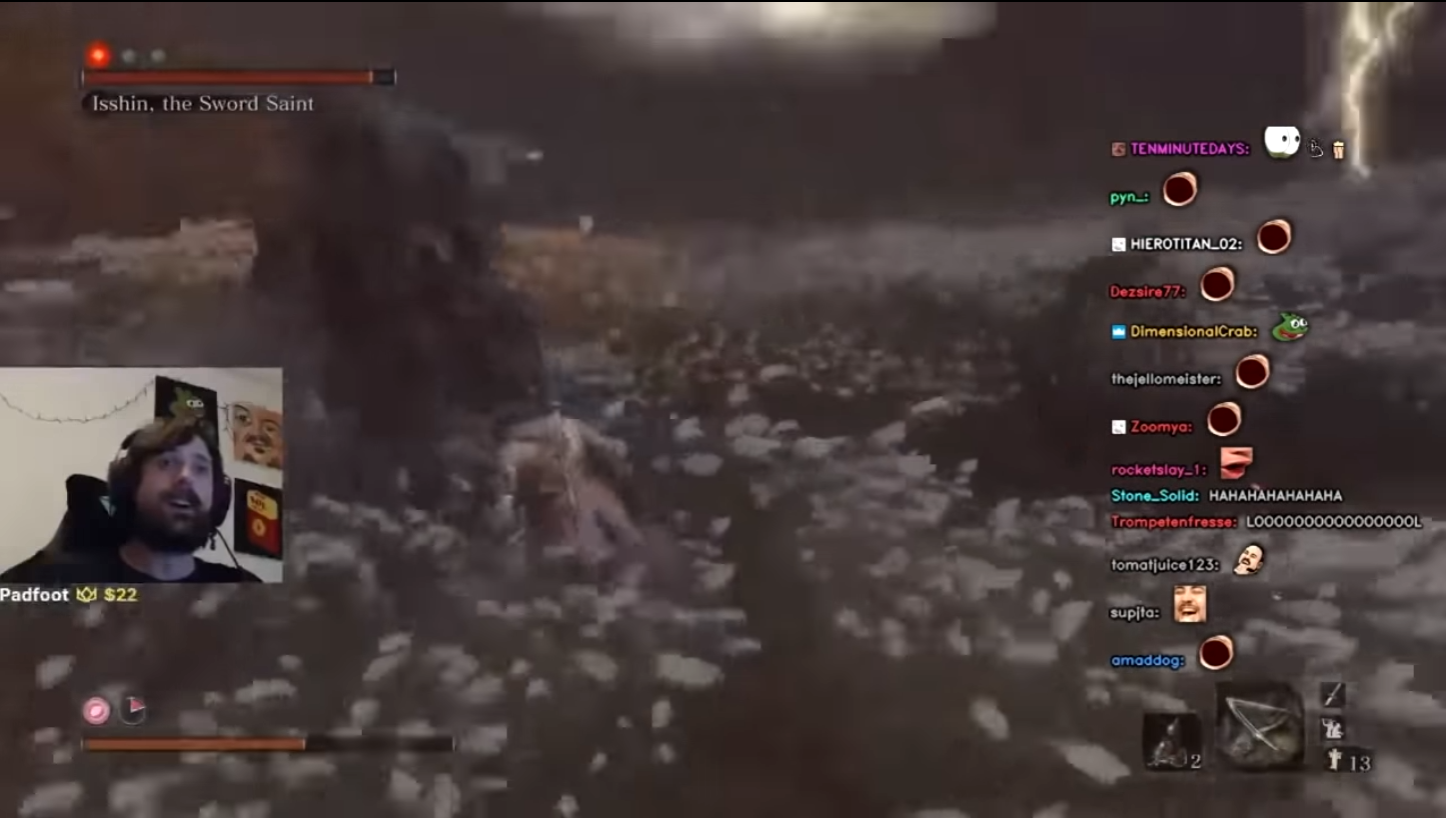 Isshin, the Sword Saint
TENMINUTEDAYS:
pyn_:
HIEROTITAN_02:
Dezsire77:
DimensionalCrab:
thejellomeister:
Zoomya:
rocketslay_1:
Stone_Solid: HAHAHAHAHAHAHA
Trompetenfresse: LOOOOOOOOOOOOOOOOOL
tomatjuice123:
supjta:
amaddog:
Padfoot $22
2
13